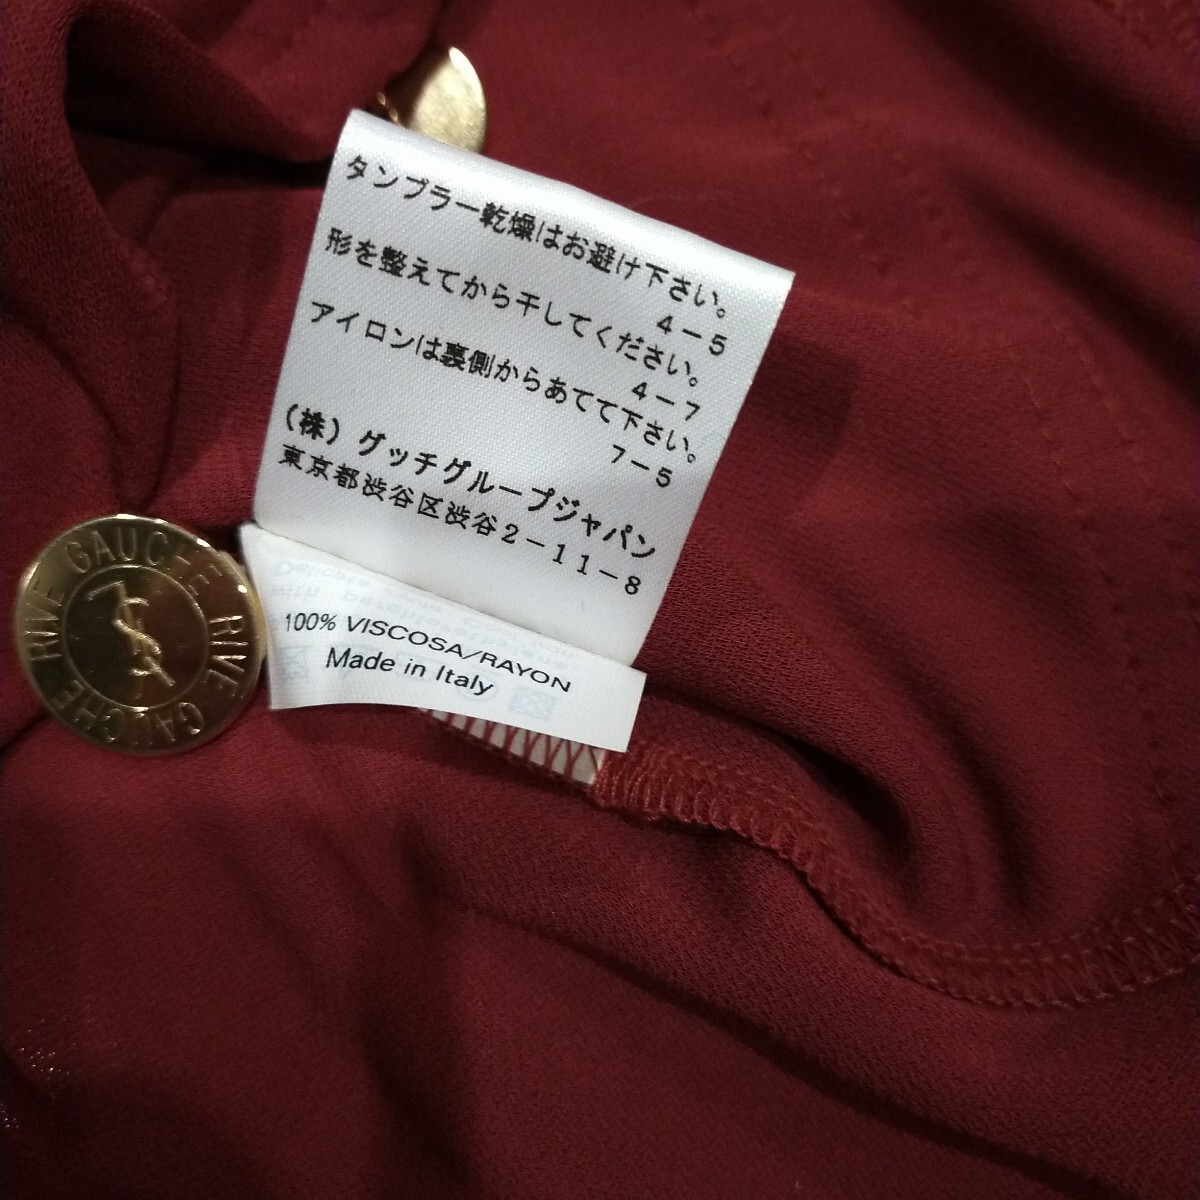 タンブラー乾燥はお避け下さい。
4-5
形を整えてから干してください。
4-7
アイロンは裏側からあてて下さい。
7-5
(株)グッチグループジャパン
東京都渋谷区渋谷2-11-8
100% VISCOSA/RAYON
Made in Italy
RIVE GAUCHE RIVE GAUCHE
YSL